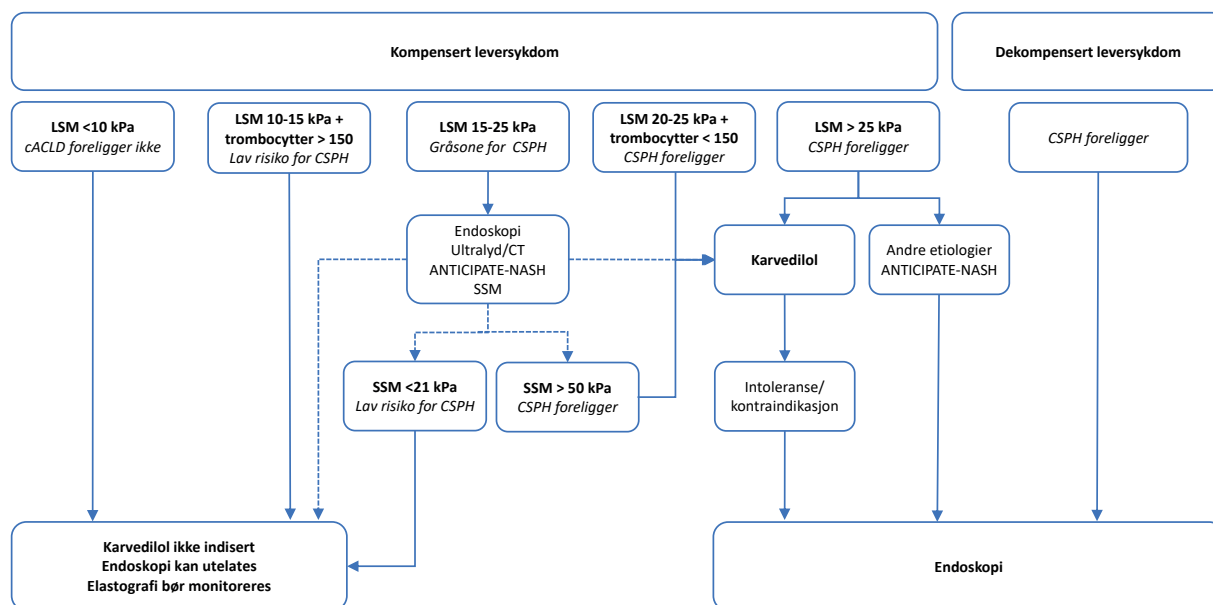 Kompensert leversykdom
Dekompensert leversykdom
LSM <10 kPa
cACLD foreligger ikke
LSM 10-15 kPa +
trombocytter > 150
Lav risiko for CSPH
LSM 15-25 kPa
Gråsone for CSPH
LSM 20-25 kPa +
trombocytter < 150
CSPH foreligger
LSM > 25 kPa
CSPH foreligger
CSPH foreligger
Endoskopi
Ultralyd/CT
ANTICIPATE-NASH
SSM
Karvedilol
Andre etiologier
ANTICIPATE-NASH
SSM <21 kPa
Lav risiko for CSPH
SSM > 50 kPa
CSPH foreligger
Intoleranse/
kontraindikasjon
Karvedilol ikke indisert
Endoskopi kan utelates
Elastografi bør monitoreres
Endoskopi